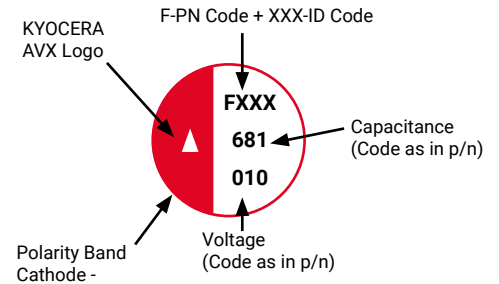 F-PN Code + XXX-ID Code
KYOCERA
AVX Logo
FXXX
681
010
Capacitance
(Code as in p/n)
Voltage
(Code as in p/n)
Polarity Band
Cathode -